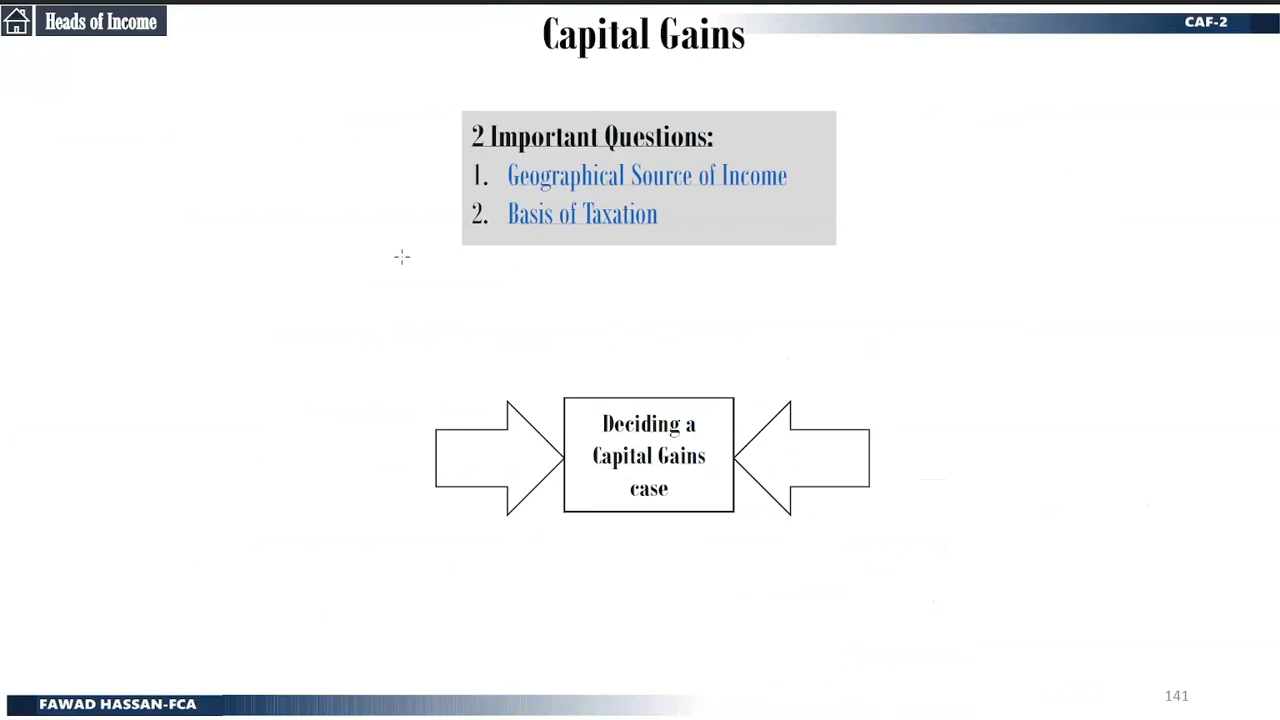 Heads of Income
Capital Gains
CAF-2
2 Important Questions:
1. Geographical Source of Income
2. Basis of Taxation
Deciding a
Capital Gains
case
FAWAD HASSAN-FCA
141